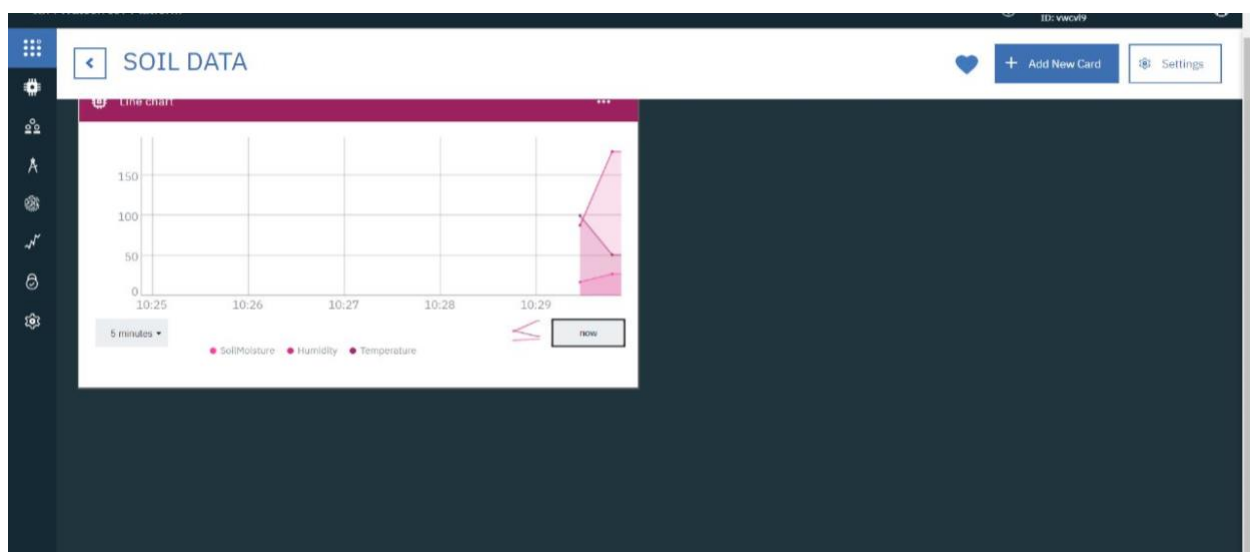 ID: vwcvl9
SOIL DATA
+ Add New Card
Settings
Line chart
150
100
50
0
10:25 10:26 10:27 10:28 10:29
5 minutes
now
SoilMoisture Humidity Temperature